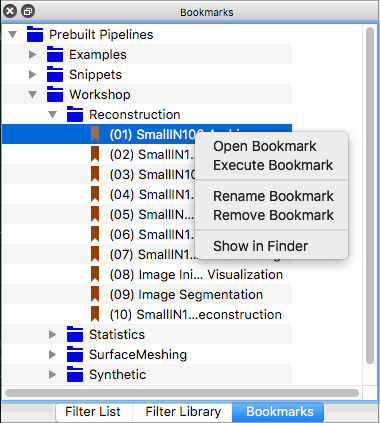 Bookmarks
Prebuilt Pipelines
Examples
Snippets
Workshop
Reconstruction
(01) SmallIN100
(02) SmallIN1
(03) SmallIN10
(04) SmallIN1
(05) SmallIN1
(06) SmallIN1
(07) SmallIN1
(08) Image Ini... Visualization
(09) Image Segmentation
(10) SmallIN1...econstruction
Statistics
SurfaceMeshing
Synthetic
Open Bookmark
Execute Bookmark
Rename Bookmark
Remove Bookmark
Show in Finder
Filter List
Filter Library
Bookmarks